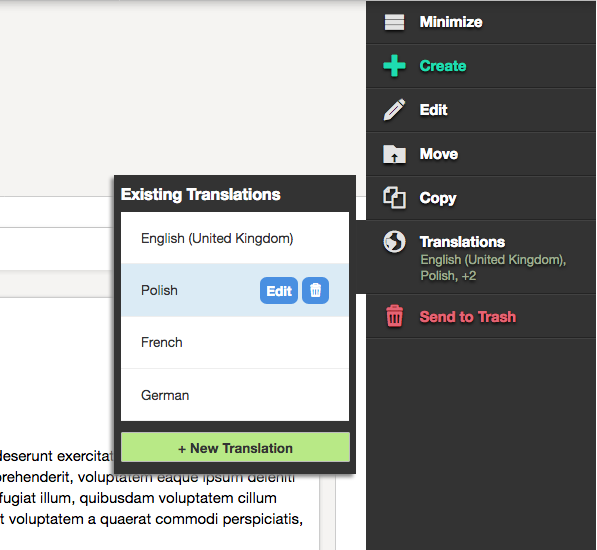 Minimize
Create
Edit
Move
Copy
Translations
English (United Kingdom),
Polish, +2
Send to Trash
Existing Translations
English (United Kingdom)
Polish Edit
French
German
+ New Translation
deserunt
voluptatem eaque ipsum deleniti
fugiat illum, quibusdam voluptatem cillum
t voluptatem a quaerat commodi perspiciatis,